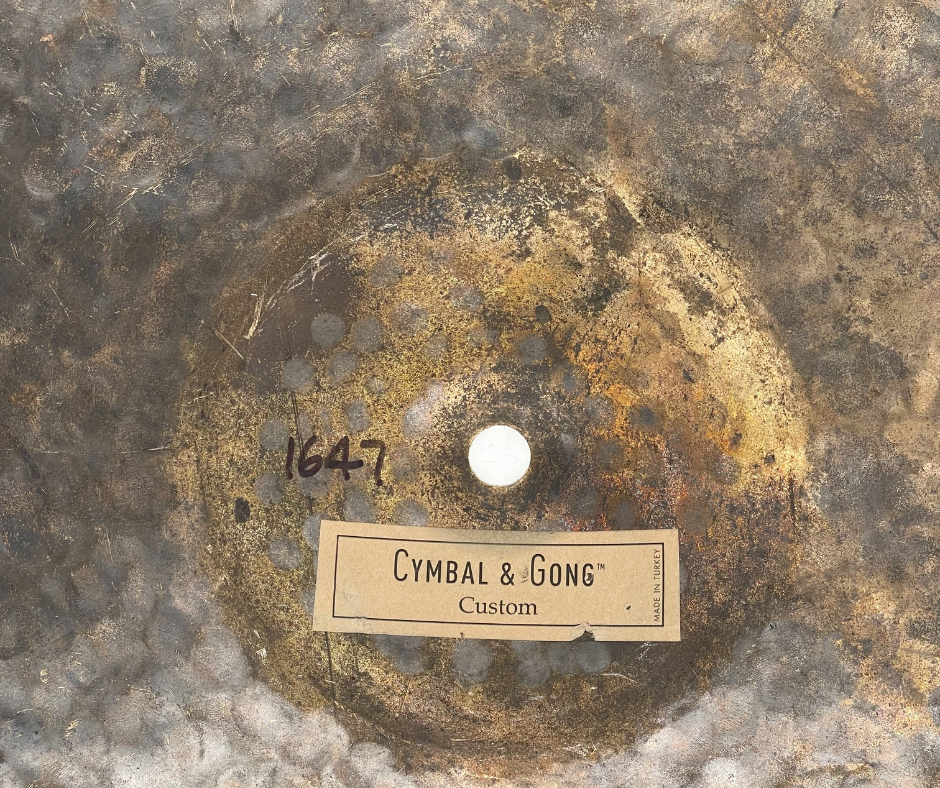 1647
CYMBAL & GONG™
Custom
MADE IN TURKEY